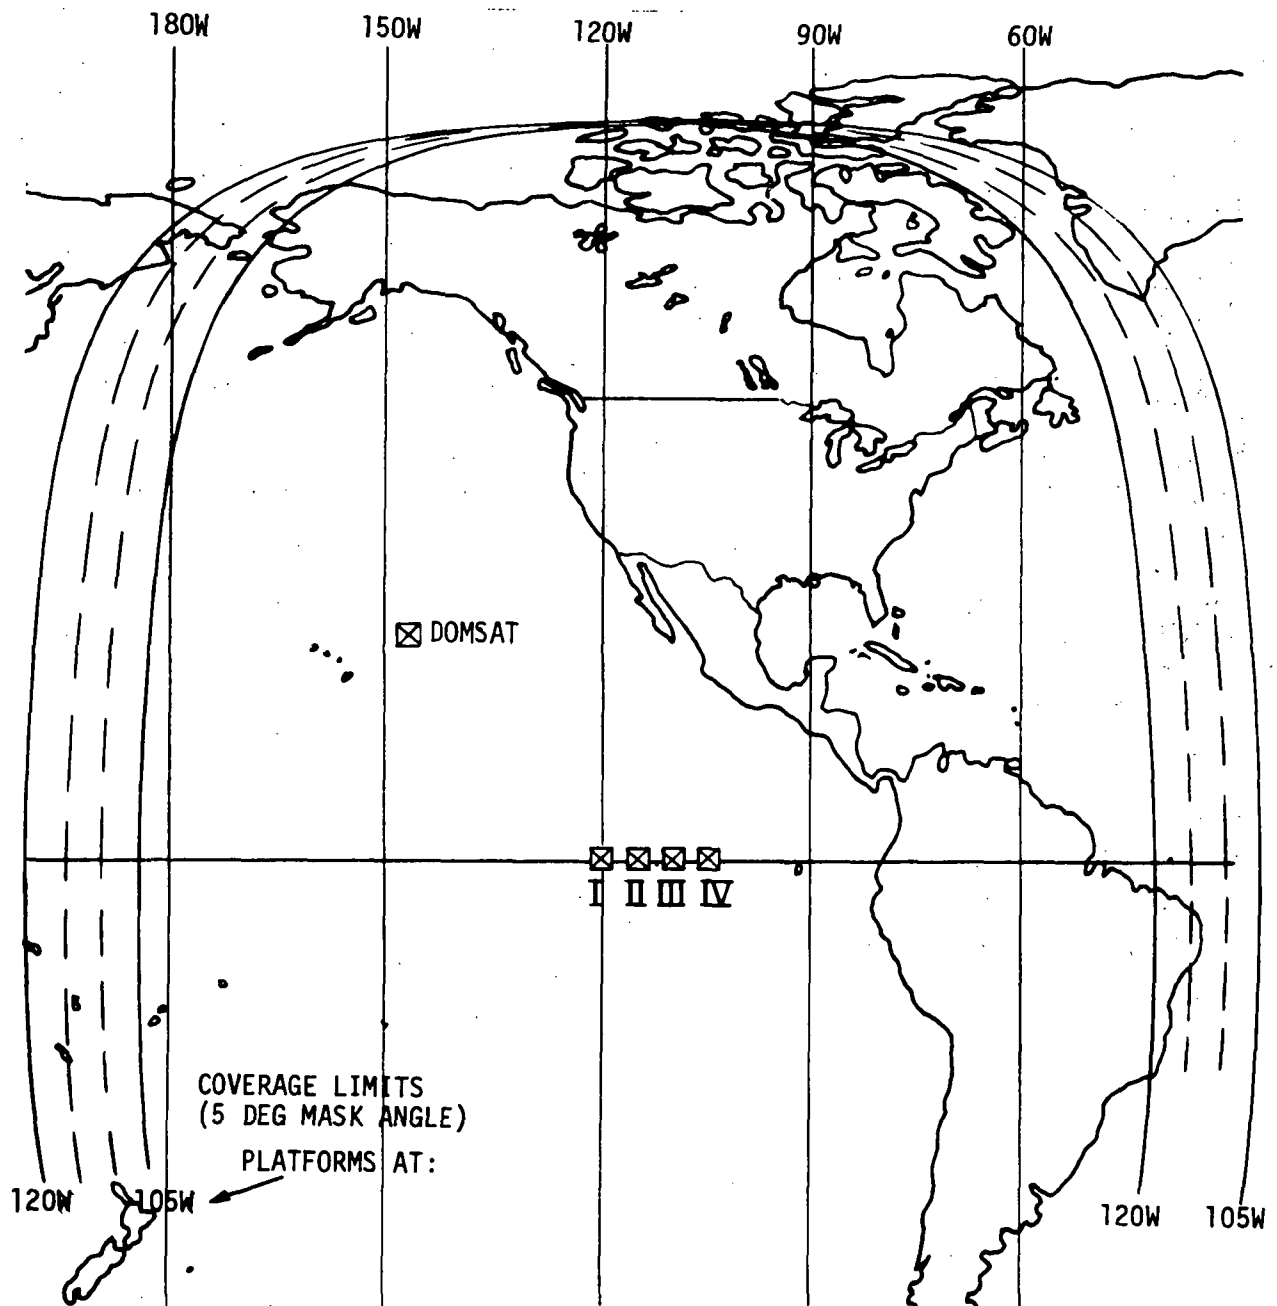 180W 150W 120W 90W 60W
DOMSAT
I II III IV
COVERAGE LIMITS
(5 DEG MASK ANGLE)
PLATFORMS AT:
120W 105W
120W 105W